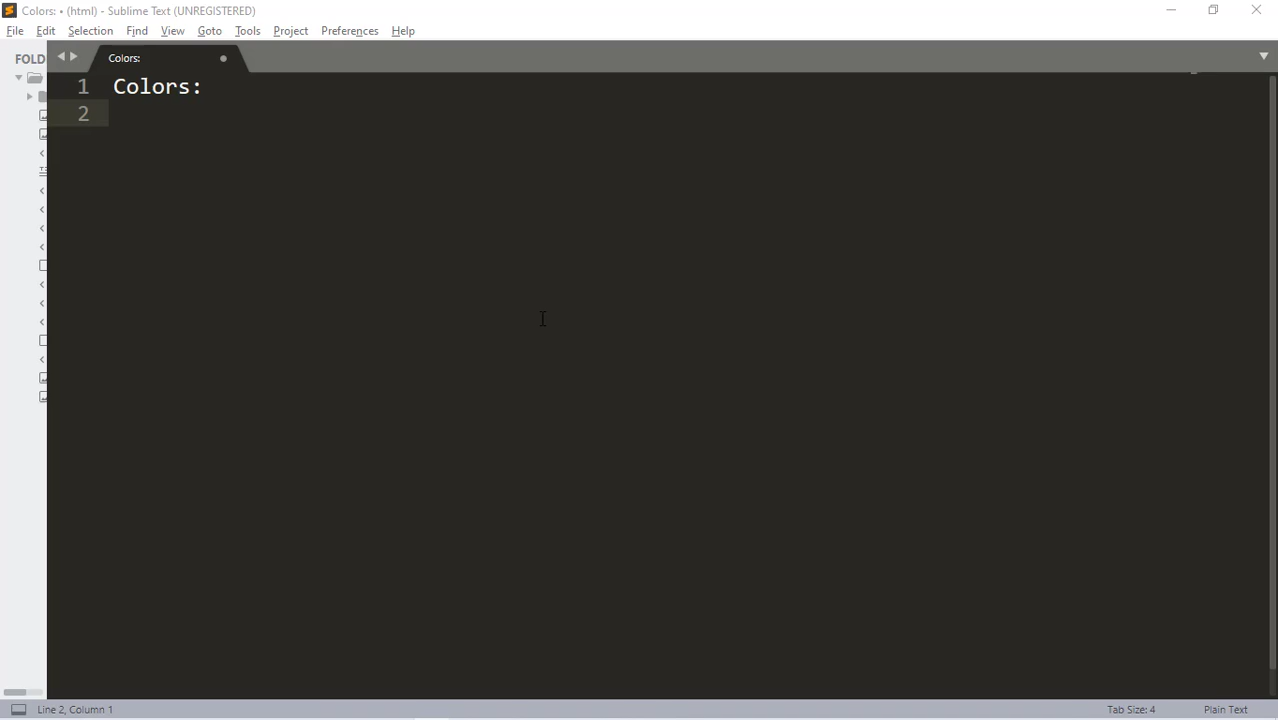 Colors: • (html) - Sublime Text (UNREGISTERED)
File Edit Selection Find View Goto Tools Project Preferences Help
FOLD
Colors:
1 Colors:
2
Line 2, Column 1 Tab Size: 4 Plain Text